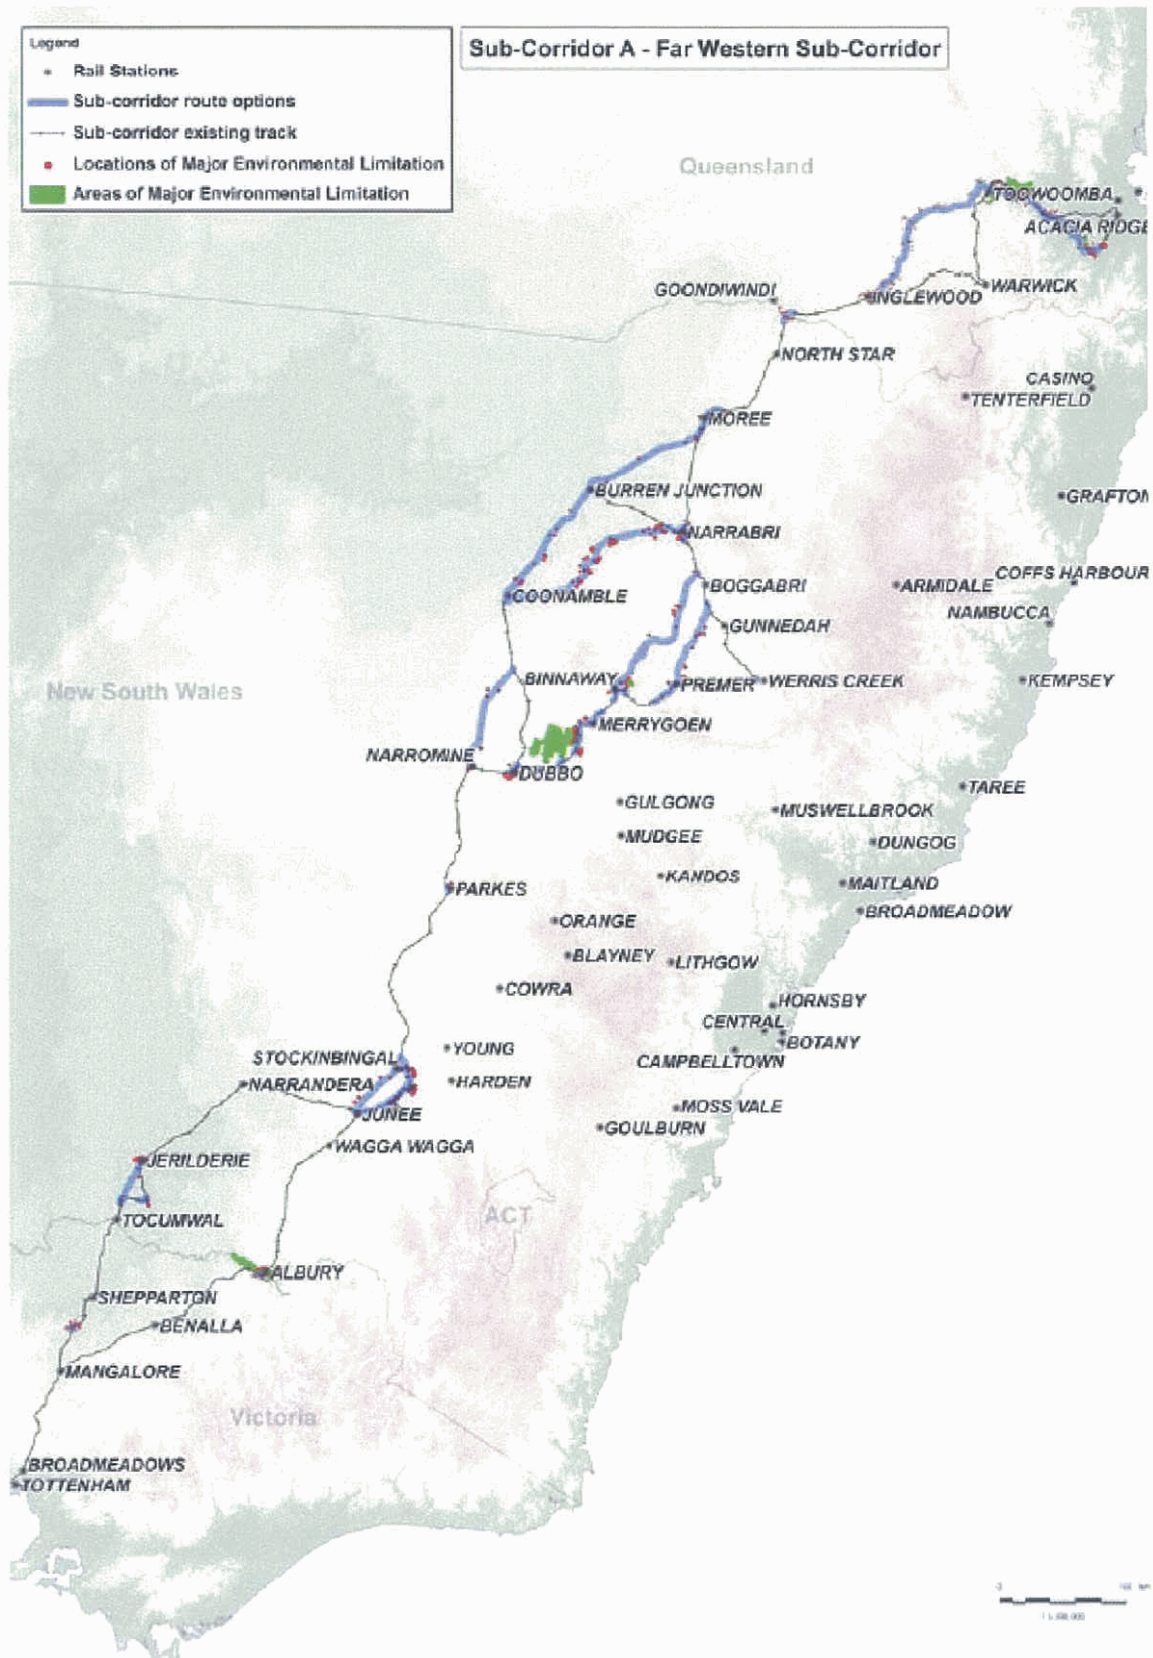 Legend
Rail Stations
Sub-corridor route options
Sub-corridor existing track
Locations of Major Environmental Limitation
Areas of Major Environmental Limitation
Sub-Corridor A - Far Western Sub-Corridor
Queensland
TOOWOOMBA
ACACIA RIDGE
GOONDIWINDI
INGLEWOOD
WARWICK
NORTH STAR
CASINO
TENTERFIELD
MOREE
BURREN JUNCTION
GRAFTON
NARRABRI
COFFS HARBOUR
BOGGABRI
ARMIDALE
COONAMBLE
NAMBUCCA
GUNNEDAH
New South Wales
BINNAWAY
PREMER
WERRIS CREEK
KEMPSEY
MERRYGOEN
NARROMINE
DUBBO
TAREE
GULGONG
MUSWELLBROOK
MUDGEE
DUNGOG
KANDOS
MAITLAND
PARKES
BROADMEADOW
ORANGE
BLAYNEY
LITHGOW
COWRA
HORNSBY
CENTRAL
BOTANY
YOUNG
STOCKINBINGAL
CAMPBELLTOWN
NARRANDERA
HARDEN
JUNEE
MOSS VALE
GOULBURN
WAGGA WAGGA
JERILDERIE
ACT
TOCUMWAL
ALBURY
SHEPPARTON
BENALLA
MANGALORE
Victoria
BROADMEADOWS
TOTTENHAM
0